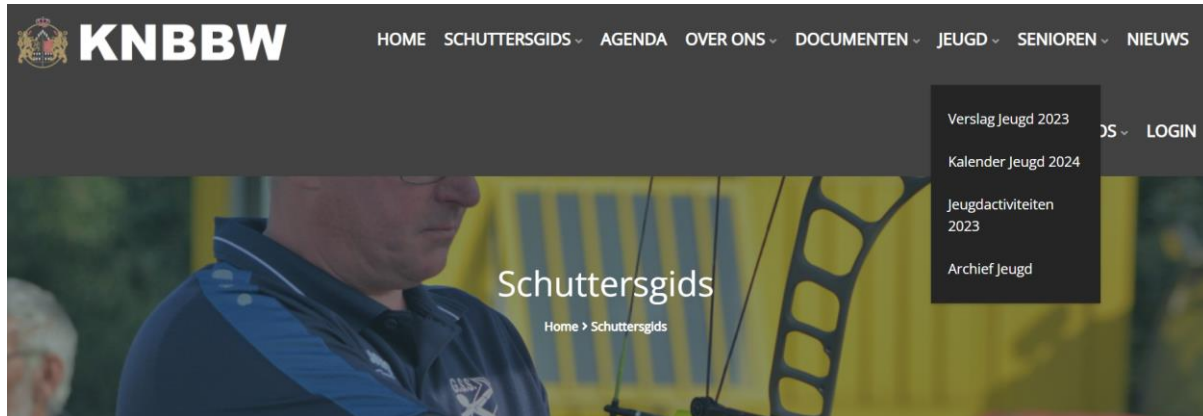 KNBBW
HOME SCHUTTERSGIDS AGENDA OVER ONS DOCUMENTEN JEUGD SENIOREN NIEUWS
LOGIN
Verslag Jeugd 2023
Kalender Jeugd 2024
Jeugdactiviteiten
2023
Archief Jeugd
Schuttersgids
Home > Schuttersgids